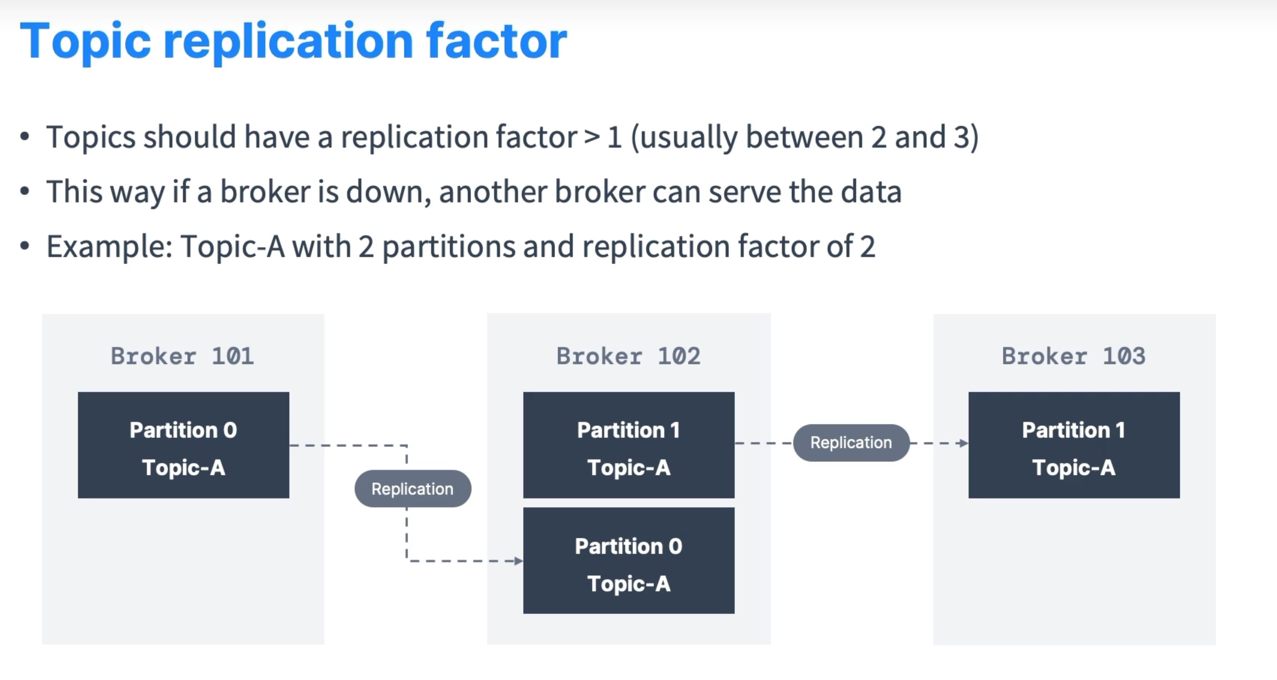 Topic replication factor
• Topics should have a replication factor > 1 (usually between 2 and 3)
• This way if a broker is down, another broker can serve the data
• Example: Topic-A with 2 partitions and replication factor of 2
Broker 101
Partition 0
Topic-A
Replication
Broker 102
Partition 1
Topic-A
Partition 0
Topic-A
Replication
Broker 103
Partition 1
Topic-A